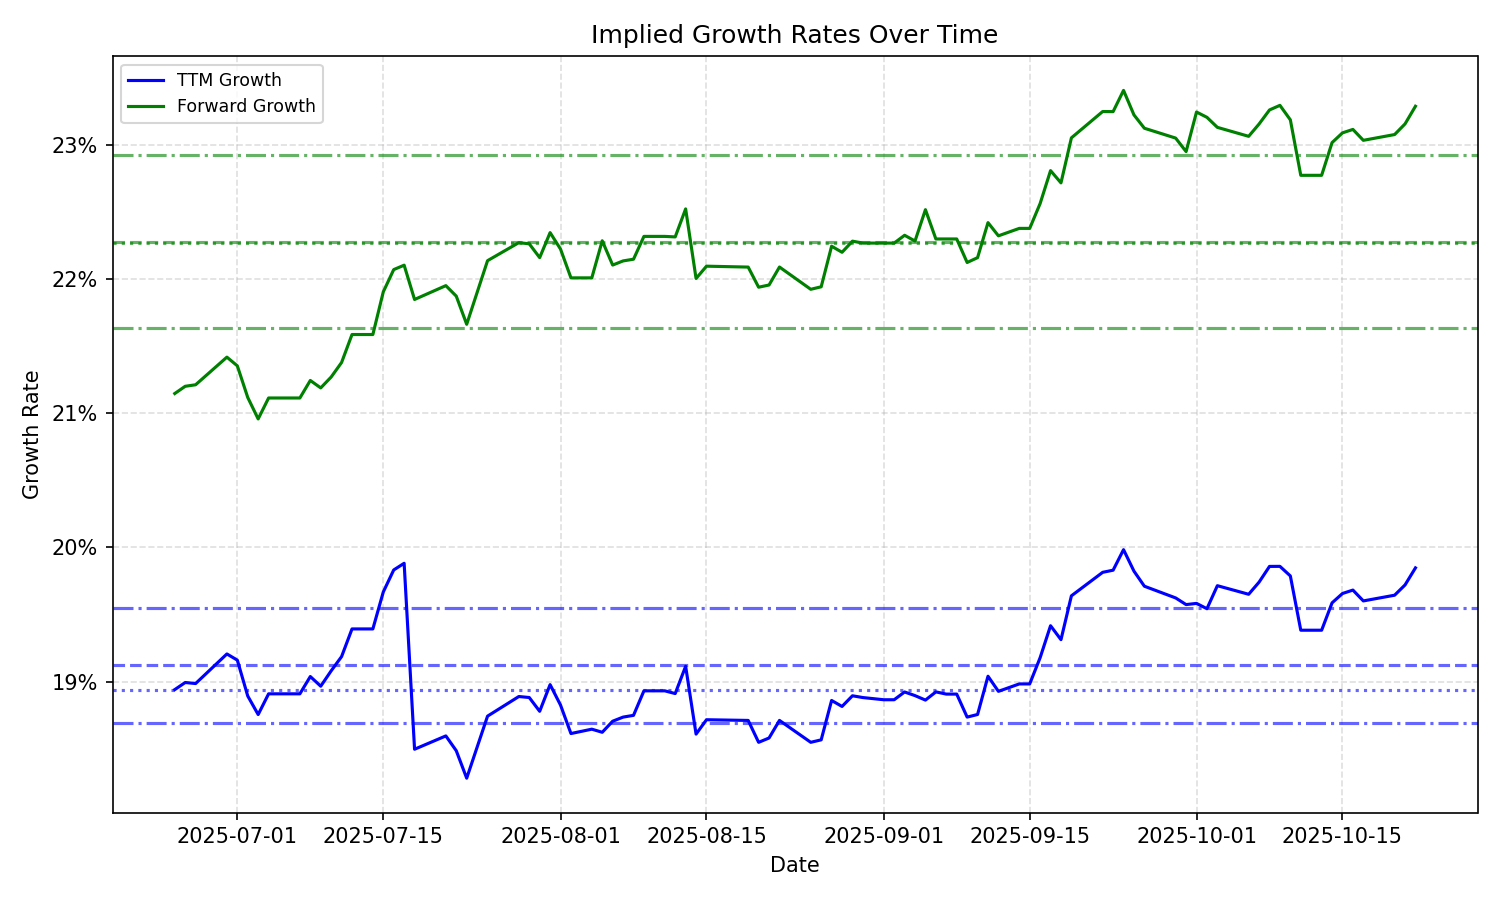 Implied Growth Rates Over Time
TTM Growth
Forward Growth
23%
22%
21%
20%
19%
Growth Rate
2025-07-01 2025-07-15 2025-08-01 2025-08-15 2025-09-01 2025-09-15 2025-10-01 2025-10-15
Date